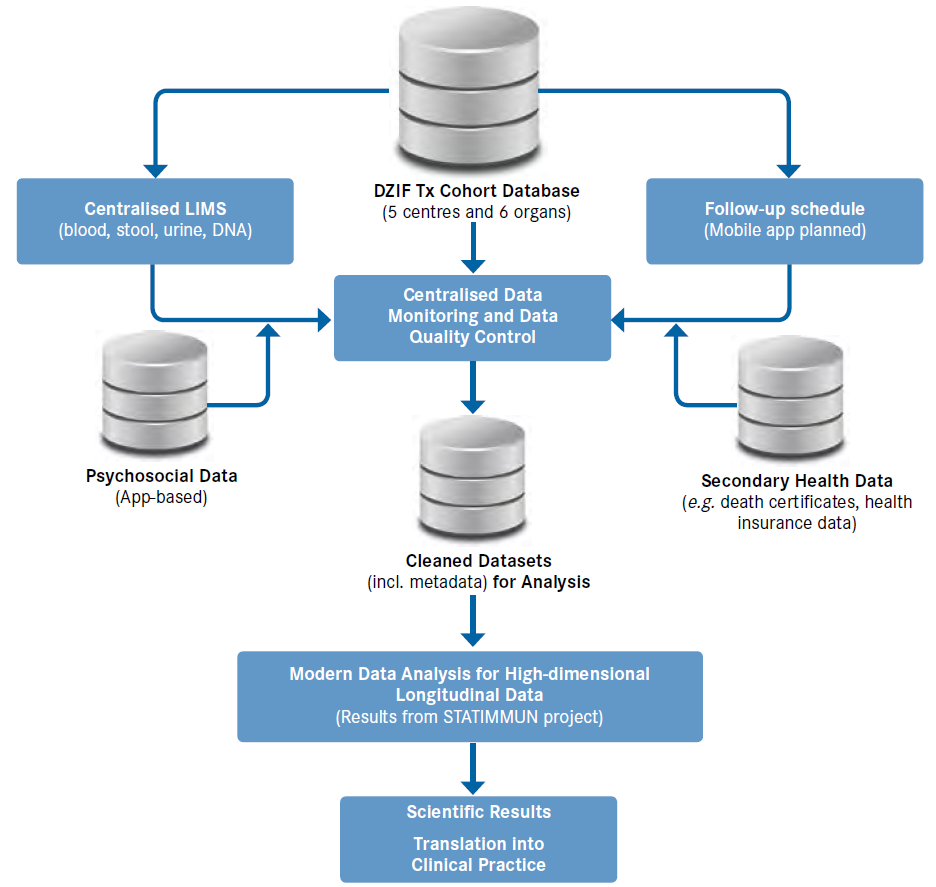 DZIF Tx Cohort Database
(5 centres and 6 organs)
Centralised LIMS
(blood, stool, urine, DNA)
Follow-up schedule
(Mobile app planned)
Centralised Data
Monitoring and Data
Quality Control
Psychosocial Data
(App-based)
Secondary Health Data
(e.g. death certificates, health
insurance data)
Cleaned Datasets
(incl. metadata) for Analysis
Modern Data Analysis for High-dimensional
Longitudinal Data
(Results from STATIMMUN project)
Scientific Results
Translation into
Clinical Practice